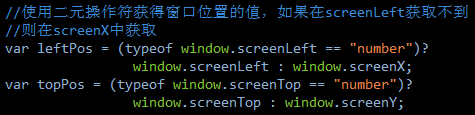 //使用二元操作符获得窗口位置的值，如果在screenLeft获取不到
//则在screenX中获取
var leftPos = (typeof window.screenLeft == "number")?
window.screenLeft : window.screenX;
var topPos = (typeof window.screenTop == "number")?
window.screenTop : window.screenY;